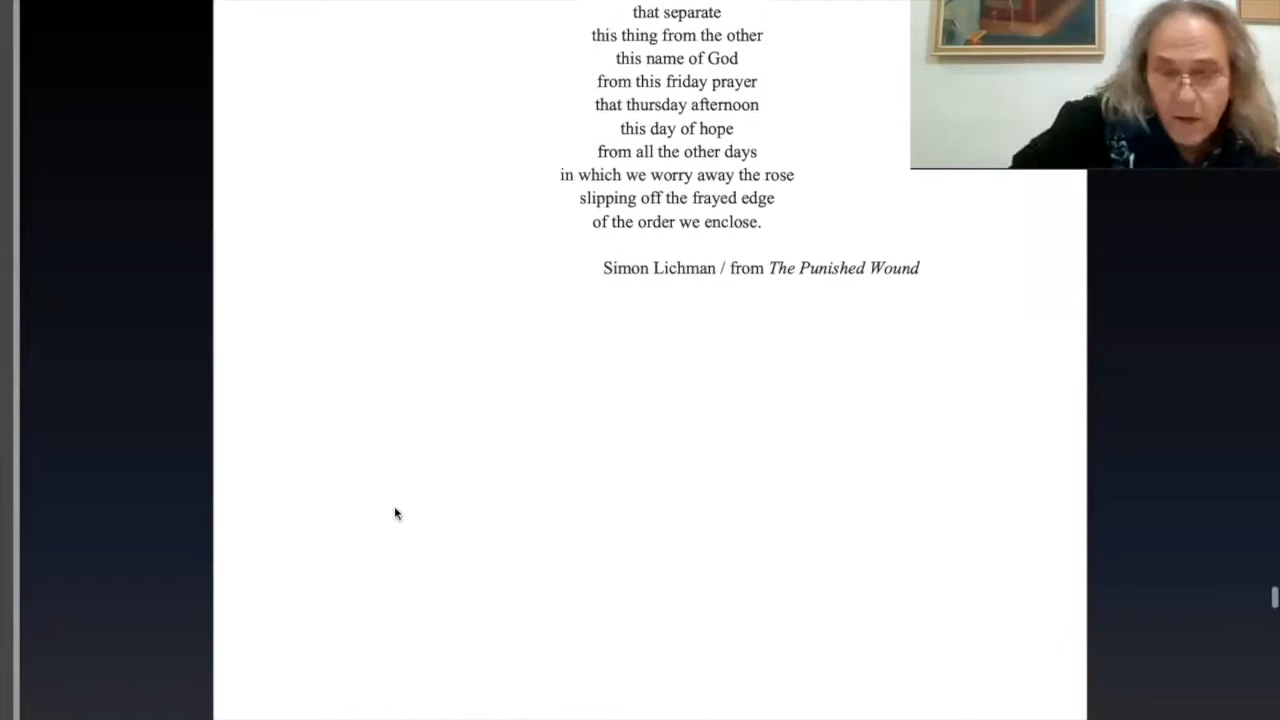 that separate
this thing from the other
this name of God
from this friday prayer
that thursday afternoon
this day of hope
from all the other days
in which we worry away the rose
slipping off the frayed edge
of the order we enclose.
Simon Lichman / from The Punished Wound